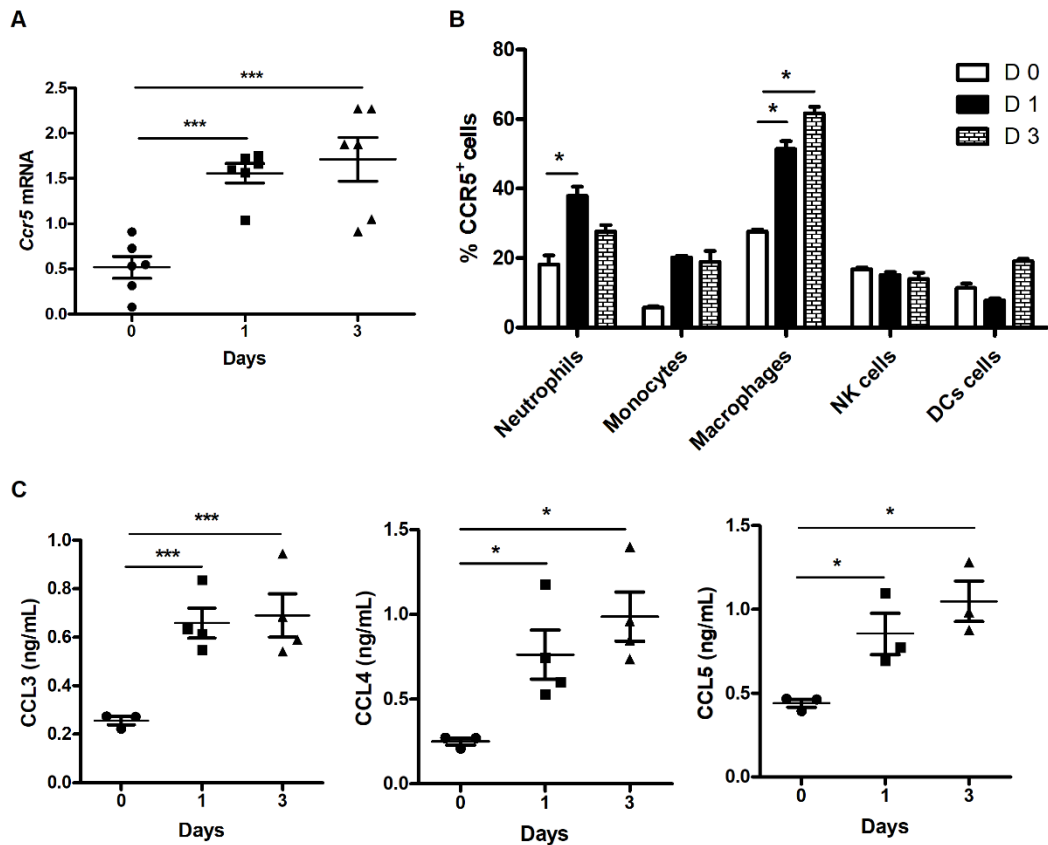 A
Ccr5 mRNA
2.5
2.0
1.5
1.0
0.5
0.0
***
***
0 1 3
Days
B
% CCR5+ cells
80
60
40
20
0
*
*
*
D 0
D 1
D 3
Neutrophils
Monocytes
Macrophages
NK cells
DCs cells
C
CCL3 (ng/mL)
1.0
0.8
0.6
0.4
0.2
0.0
***
***
0 1 3
Days
CCL4 (ng/mL)
1.5
1.0
0.5
0.0
*
*
0 1 3
Days
CCL5 (ng/mL)
1.5
1.0
0.5
0.0
*
*
0 1 3
Days